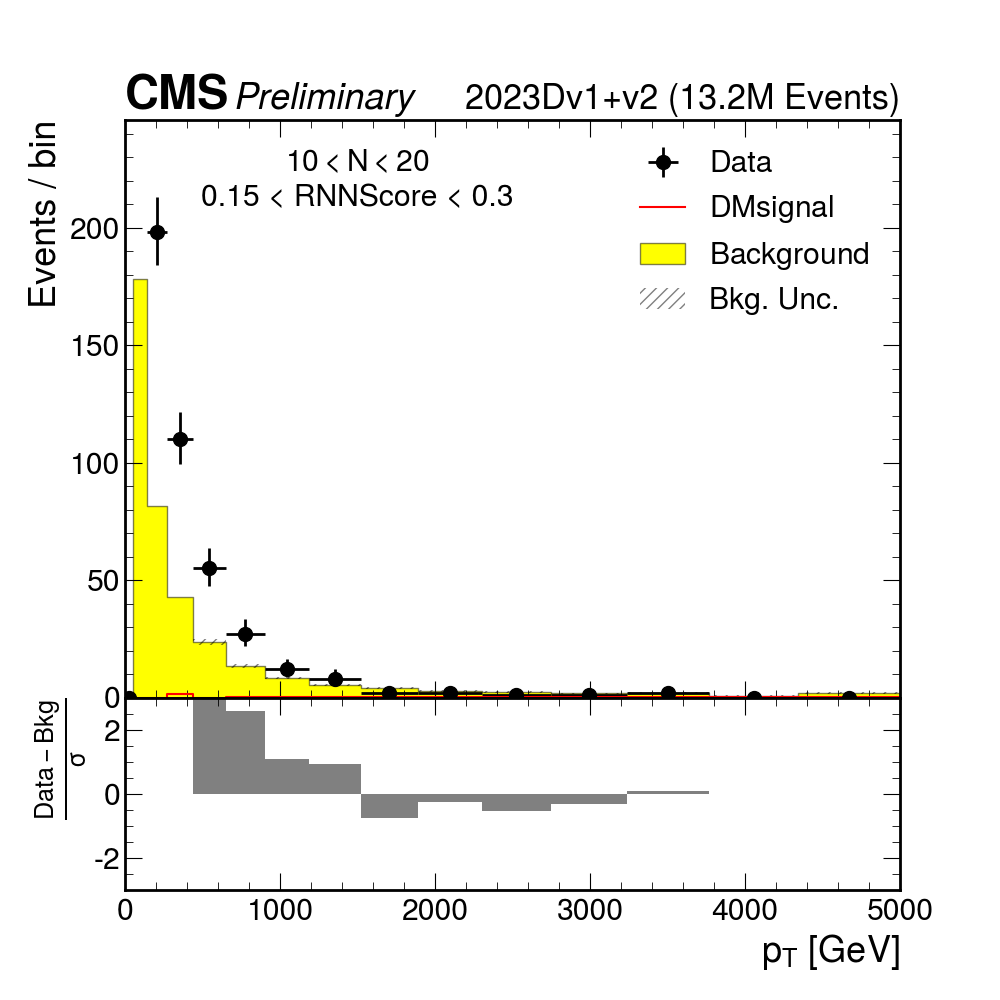 CMS Preliminary 2023Dv1+v2 (13.2M Events)
Events / bin
10 < N < 20
0.15 < RNNScore < 0.3
Data
DMsignal
Background
Bkg. Unc.
200
150
100
50
0
Data – Bkg
σ
2
0
-2
0 1000 2000 3000 4000 5000
pT [GeV]